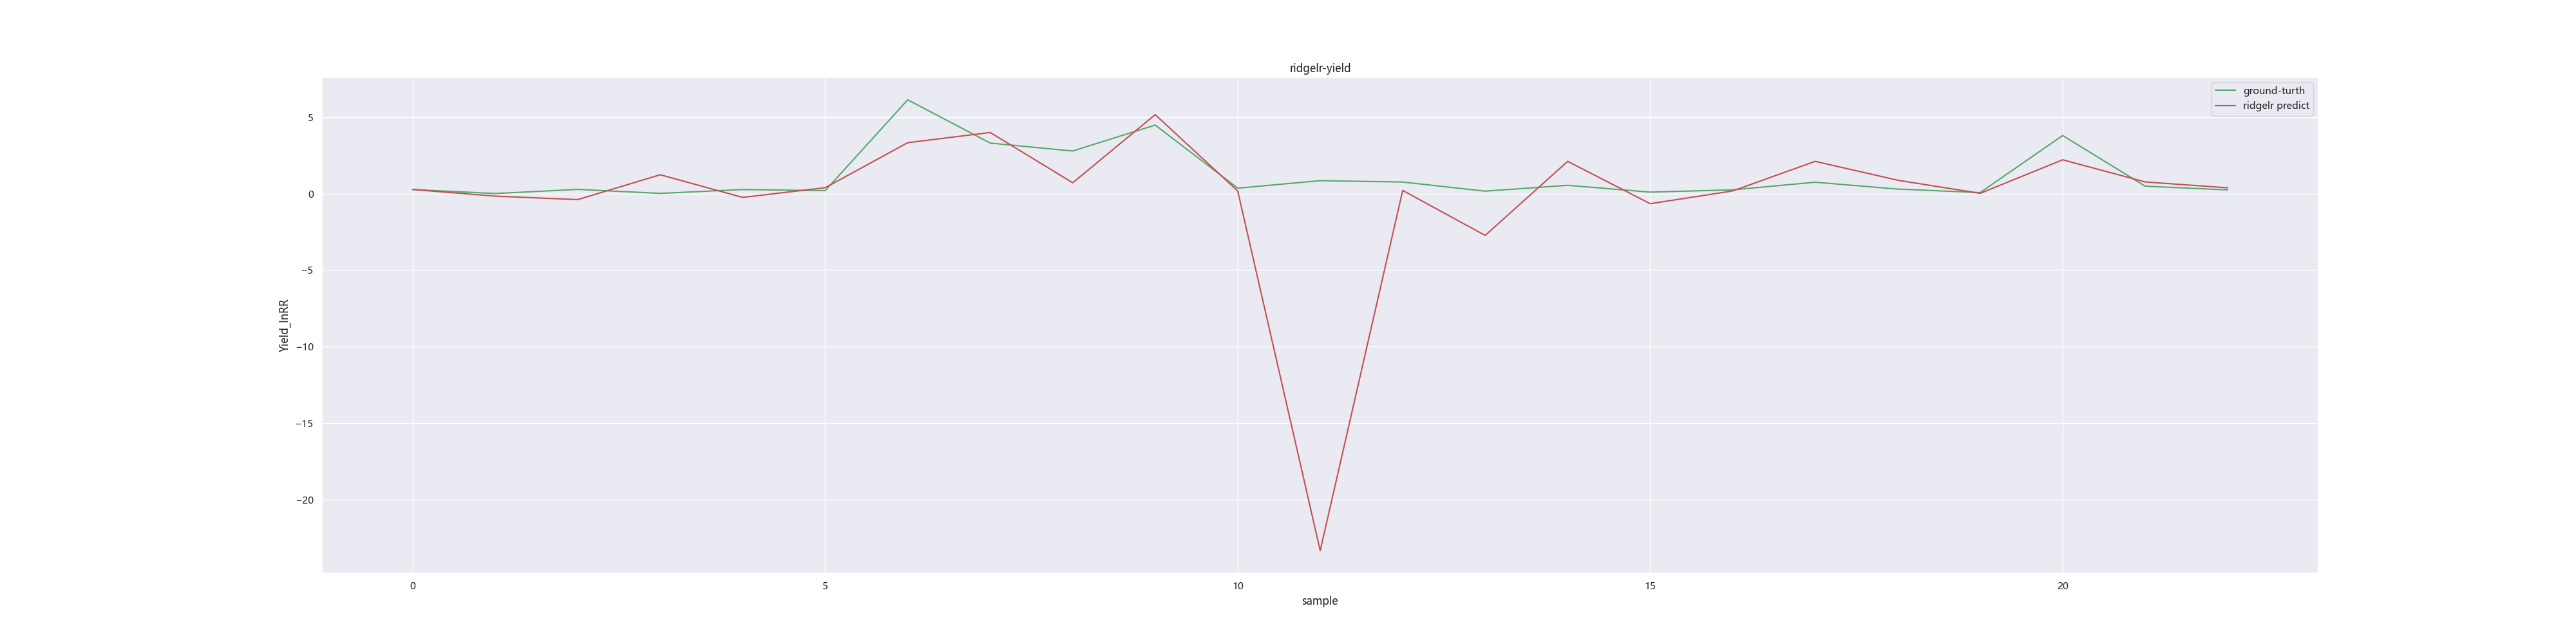 ridgelr-yield
ground-turth
ridgelr predict
5
0
−5
−10
−15
−20
Yield_lnRR
0 5 10 15 20
sample